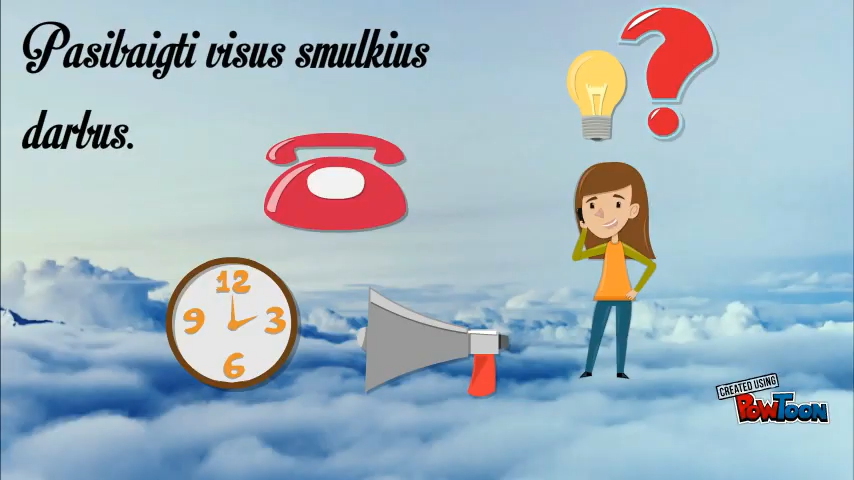 Pasibaigti visus smulkius
darbus.
12
9
3
6
CREATED USING
POWTOON